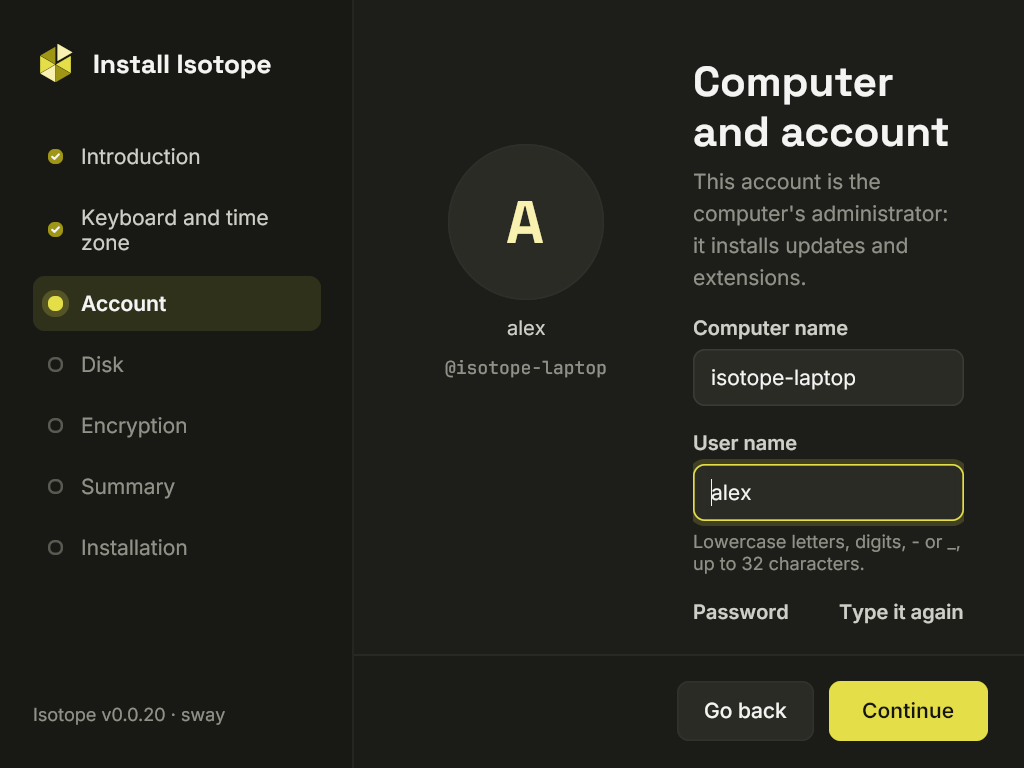 Install Isotope
Introduction
Keyboard and time
zone
Account
Disk
Encryption
Summary
Installation
Isotope v0.0.20 · sway
A
alex
@isotope-laptop
Computer
and account
This account is the
computer's administrator:
it installs updates and
extensions.
Computer name
isotope-laptop
User name
alex
Lowercase letters, digits, - or _,
up to 32 characters.
Password Type it again
Go back Continue